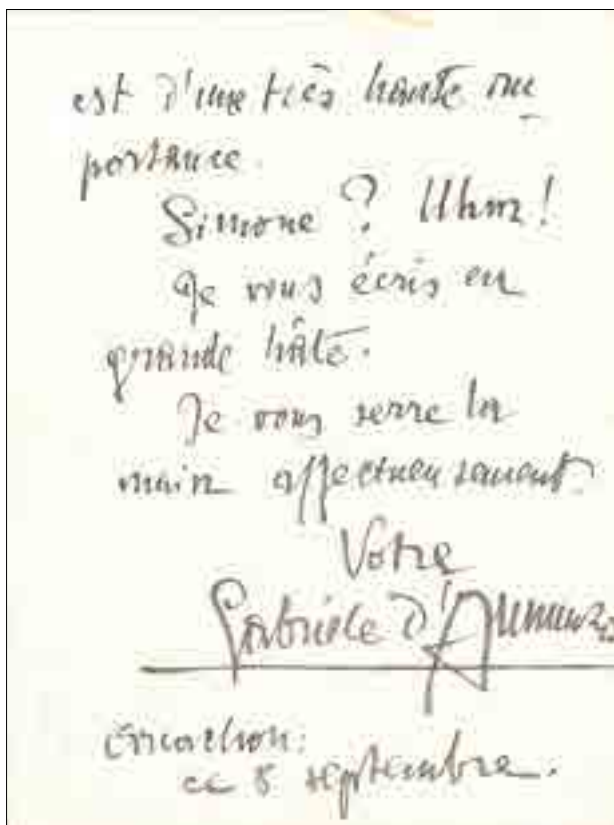 est d'une très haute im
portance.
Simone ? Uhm !
Je vous écris en
grande hâte.
Je vous serre la
main affectueusement.
Votre
Gabriele d'Annunzio
Arcachon:
ce 8 septembre.